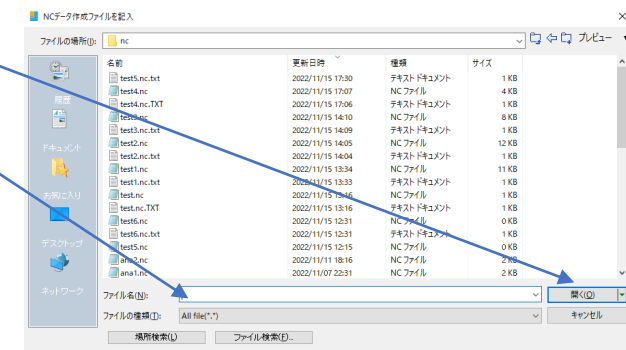 NCデータ作成ファイルを記入
ファイルの場所(I): nc プレビュー
名前 更新日時 種類 サイズ
test5.nc.txt 2022/11/15 17:30 テキスト ドキュメント 1 KB
test4.nc 2022/11/15 17:07 NC ファイル 4 KB
test4.nc.TXT 2022/11/15 17:06 テキスト ドキュメント 1 KB
test3.nc 2022/11/15 14:10 NC ファイル 8 KB
test3.nc.txt 2022/11/15 14:09 テキスト ドキュメント 1 KB
test2.nc 2022/11/15 14:05 NC ファイル 12 KB
test2.nc.txt 2022/11/15 14:04 テキスト ドキュメント 1 KB
test1.nc 2022/11/15 13:34 NC ファイル 11 KB
test1.nc.txt 2022/11/15 13:33 テキスト ドキュメント 1 KB
test.nc 2022/11/15 13:16 NC ファイル 1 KB
test.nc.TXT 2022/11/15 13:16 テキスト ドキュメント 1 KB
test6.nc 2022/11/15 12:31 NC ファイル 0 KB
test6.nc.txt 2022/11/15 12:31 テキスト ドキュメント 1 KB
test5.nc 2022/11/15 12:15 NC ファイル 0 KB
ana2.nc 2022/11/11 18:16 NC ファイル 2 KB
ana1.nc 2022/11/07 22:31 NC ファイル 2 KB
履歴
ドキュメント
お気に入り
デスクトップ
ネットワーク
ファイル名(N): 開く(O)
ファイルの種類(T): All file(*.*) キャンセル
場所検索(L) ファイル検索(F)...